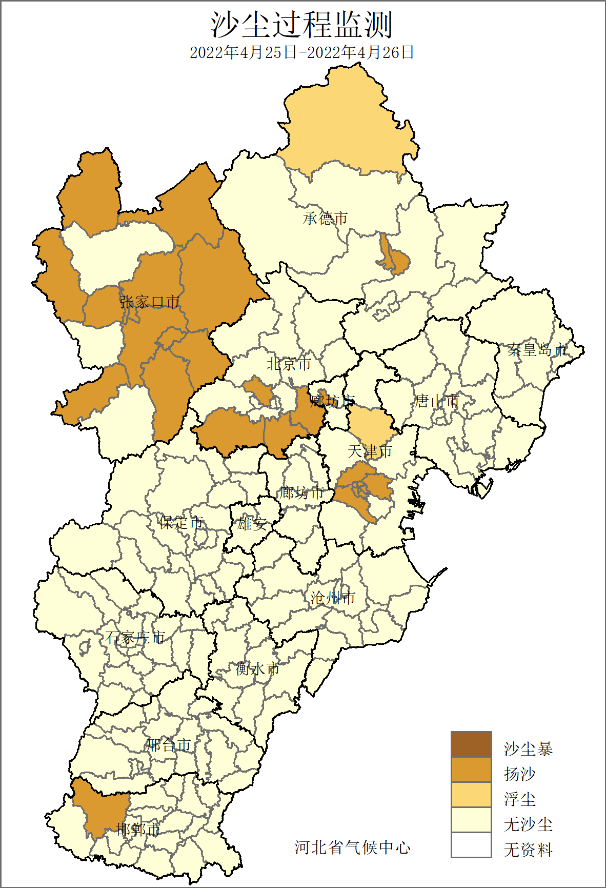 沙尘过程监测
2022年4月25日-2022年4月26日
承德市
张家口市
秦皇岛市
北京市
廊坊市
唐山市
天津市
廊坊市
保定市
雄安
沧州市
石家庄市
衡水市
邢台市
邯郸市
沙尘暴
扬沙
浮尘
无沙尘
无资料
河北省气候中心